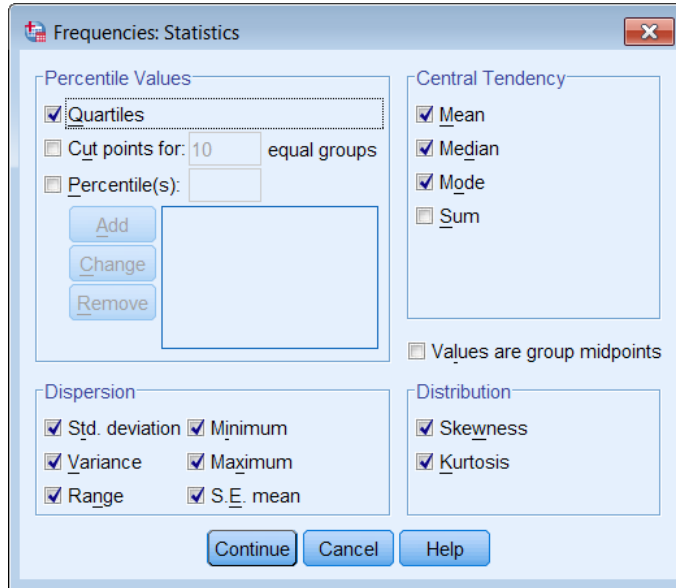 Frequencies: Statistics
Percentile Values
Quartiles
Cut points for: 10 equal groups
Percentile(s):
Add
Change
Remove
Central Tendency
Mean
Median
Mode
Sum
Values are group midpoints
Dispersion
Std. deviation Minimum
Variance Maximum
Range S.E. mean
Distribution
Skewness
Kurtosis
Continue Cancel Help